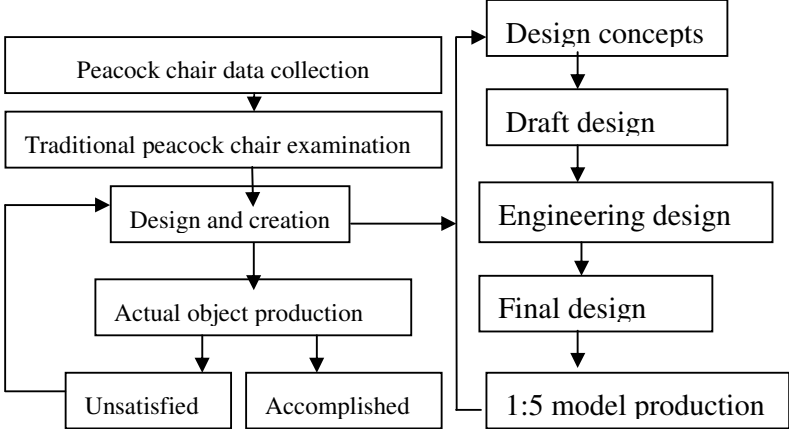 Peacock chair data collection
Traditional peacock chair examination
Design and creation
Actual object production
Unsatisfied
Accomplished
Design concepts
Draft design
Engineering design
Final design
1:5 model production